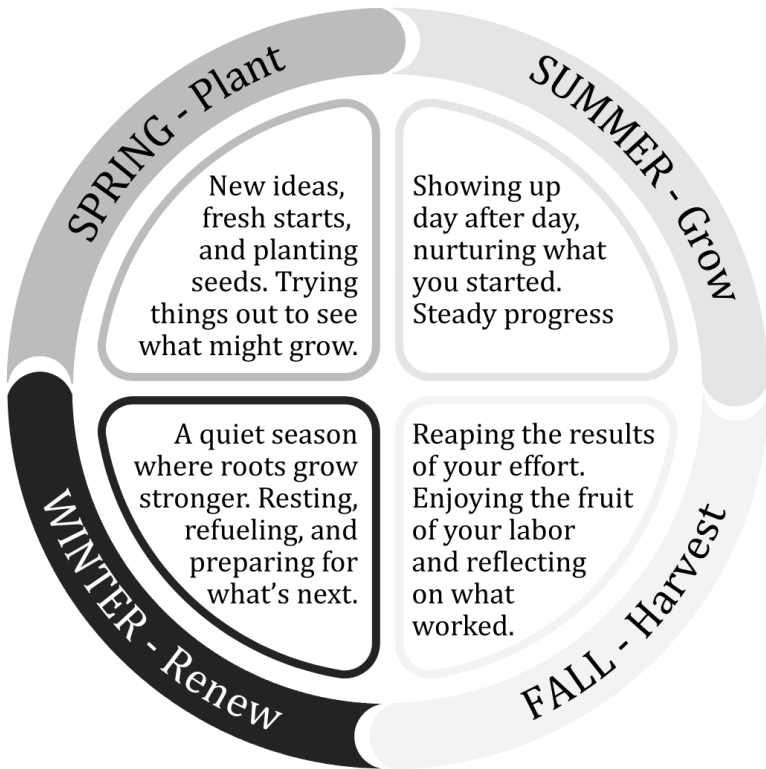 SPRING - Plant
New ideas,
fresh starts,
and planting
seeds. Trying
things out to see
what might grow.
SUMMER - Grow
Showing up
day after day,
nurturing what
you started.
Steady progress
WINTER - Renew
A quiet season
where roots grow
stronger. Resting,
refueling, and
preparing for
what’s next.
FALL - Harvest
Reaping the results
of your effort.
Enjoying the fruit
of your labor
and reflecting
on what
worked.